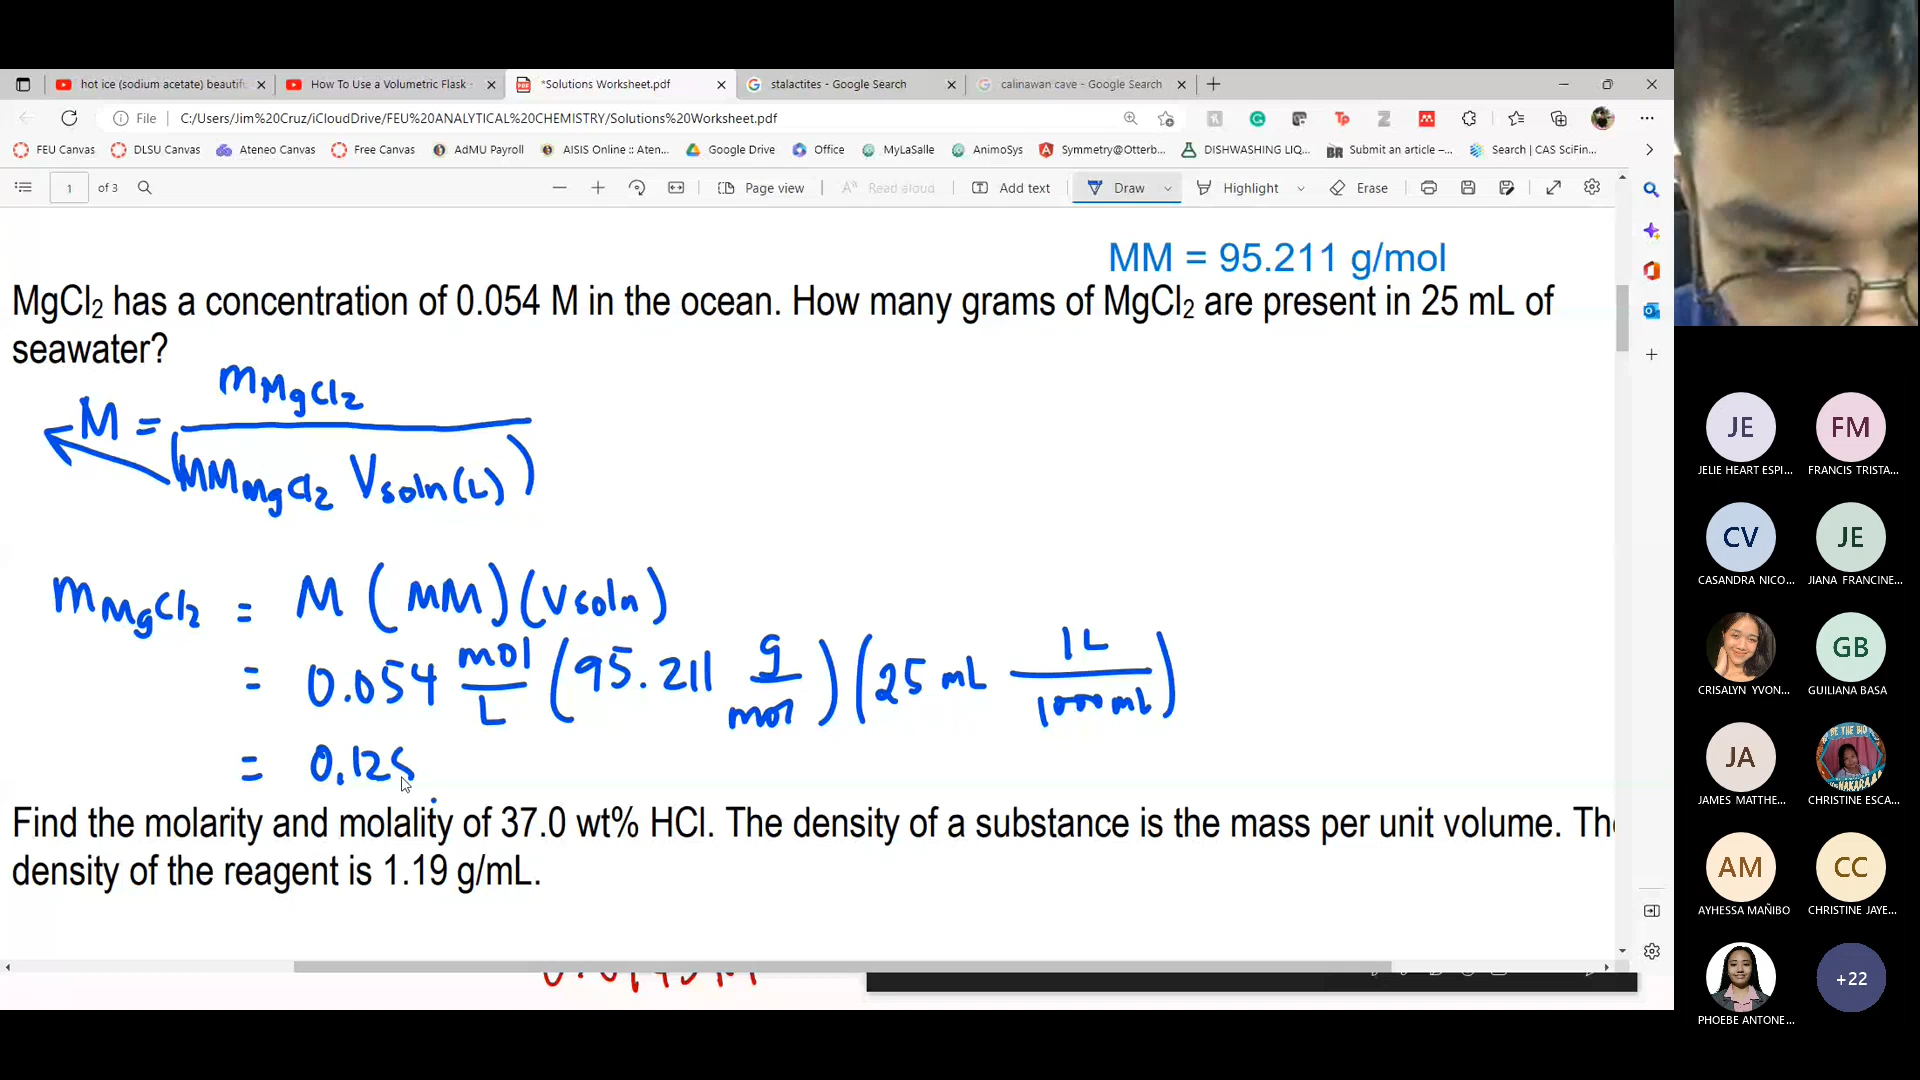 hot ice (sodium acetate) beautif
How To Use a Volumetric Flask -
*Solutions Worksheet.pdf
stalactites - Google Search
calinawan cave - Google Search
File
C:/Users/Jim%20Cruz/iCloudDrive/FEU%20ANALYTICAL%20CHEMISTRY/Solutions%20Worksheet.pdf
FEU Canvas
DLSU Canvas
Ateneo Canvas
Free Canvas
AdMU Payroll
AISIS Online :: Aten...
Google Drive
Office
MyLaSalle
AnimoSys
Symmetry@Otterb...
DISHWASHING LIQ...
Submit an article –...
Search | CAS SciFin...
1 of 3
Page view
Read aloud
Add text
Draw
Highlight
Erase
MM = 95.211 g/mol
MgCl₂ has a concentration of 0.054 M in the ocean. How many grams of MgCl₂ are present in 25 mL of
seawater?
M = mMgCl₂ / (MMMgCl₂ Vsoln(L))
mMgCl₂ = M (MM)(Vsoln)
= 0.054 mol/L (95.211 g/mol)(25 mL 1L/1000mL)
= 0.125
Find the molarity and molality of 37.0 wt% HCl. The density of a substance is the mass per unit volume. The
density of the reagent is 1.19 g/mL.
JE
FM
JELIE HEART ESPI...
FRANCIS TRISTA...
CV
JE
CASANDRA NICO...
JIANA FRANCINE...
GB
CRISALYN YVON...
GUILIANA BASA
JA
JAMES MATTHE...
CHRISTINE ESCA...
AM
CC
AYHESSA MAÑIBO
CHRISTINE JAYE...
+22
PHOEBE ANTONE...